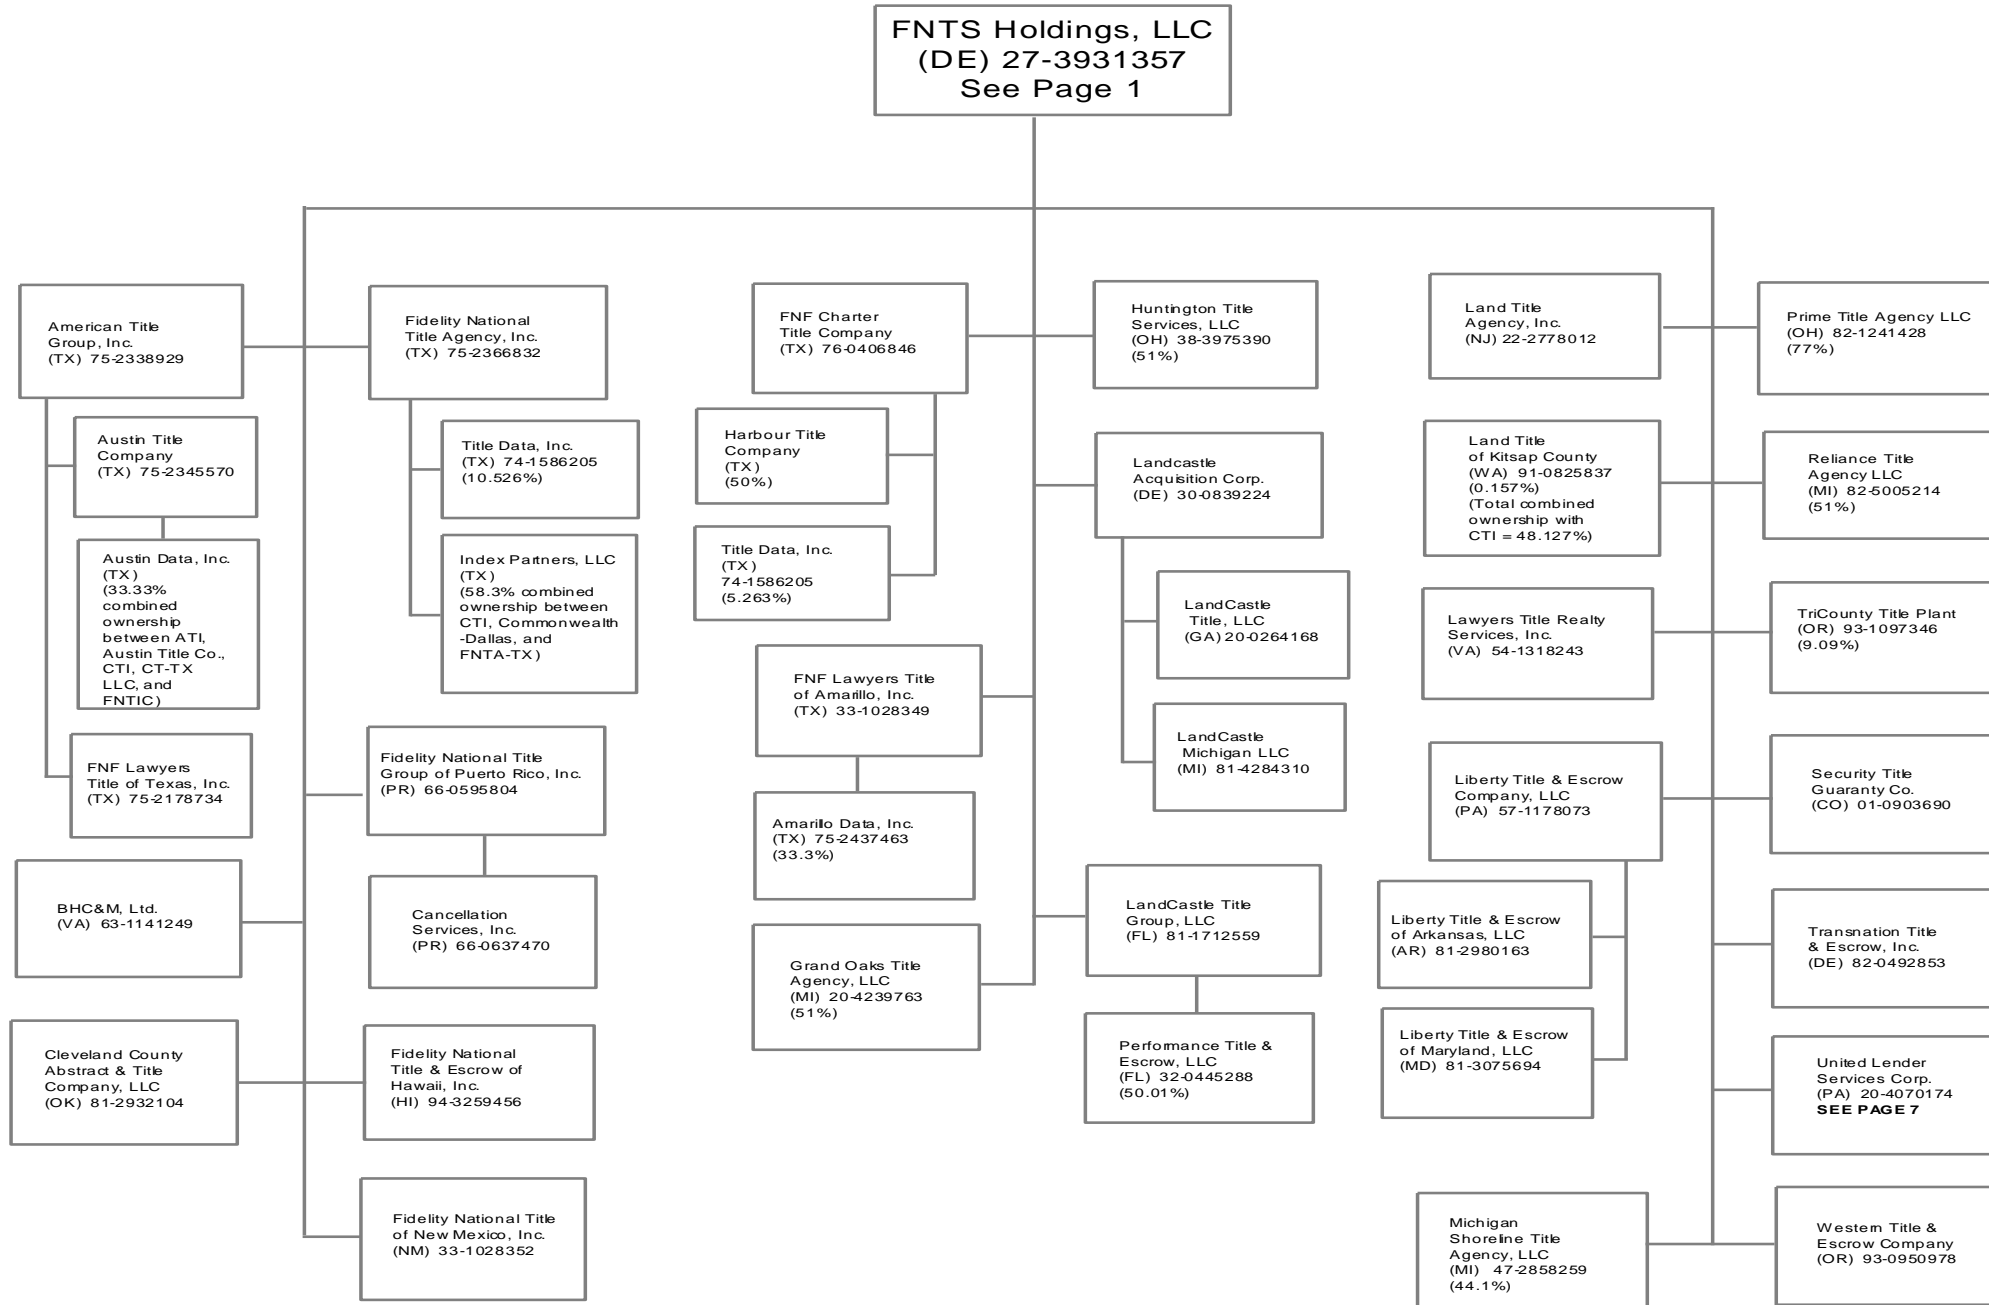 FNTS Holdings, LLC
(DE) 27-3931357
See Page 1
American Title
Group, Inc.
(TX) 75-2338929
Austin Title
Company
(TX) 75-2345570
Austin Data, Inc.
(TX)
(33.33%
combined
ownership
between ATI,
Austin Title Co.,
CTI, CT-TX
LLC, and
FNTIC)
FNF Lawyers
Title of Texas, Inc.
(TX) 75-2178734
BHC&M, Ltd.
(VA) 63-1141249
Cleveland County
Abstract & Title
Company, LLC
(OK) 81-2932104
Fidelity National
Title Agency, Inc.
(TX) 75-2366832
Title Data, Inc.
(TX) 74-1586205
(10.526%)
Index Partners, LLC
(TX)
(58.3% combined
ownership between
CTI, Commonwealth
-Dallas, and
FNTA-TX)
Fidelity National Title
Group of Puerto Rico, Inc.
(PR) 66-0595804
Cancellation
Services, Inc.
(PR) 66-0637470
Fidelity National
Title & Escrow of
Hawaii, Inc.
(HI) 94-3259456
Fidelity National Title
of New Mexico, Inc.
(NM) 33-1028352
FNF Charter
Title Company
(TX) 76-0406846
Harbour Title
Company
(TX)
(50%)
Title Data, Inc.
(TX)
74-1586205
(5.263%)
FNF Lawyers Title
of Amarillo, Inc.
(TX) 33-1028349
Amarillo Data, Inc.
(TX) 75-2437463
(33.3%)
Grand Oaks Title
Agency, LLC
(MI) 20-4239763
(51%)
Huntington Title
Services, LLC
(OH) 38-3975390
(51%)
Landcastle
Acquisition Corp.
(DE) 30-0839224
LandCastle
Title, LLC
(GA) 20-0264168
LandCastle
Michigan LLC
(MI) 81-4284310
LandCastle Title
Group, LLC
(FL) 81-1712559
Performance Title &
Escrow, LLC
(FL) 32-0445288
(50.01%)
Land Title
Agency, Inc.
(NJ) 22-2778012
Land Title
of Kitsap County
(WA) 91-0825837
(0.157%)
(Total combined
ownership with
CTI = 48.127%)
Lawyers Title Realty
Services, Inc.
(VA) 54-1318243
Liberty Title & Escrow
Company, LLC
(PA) 57-1178073
Liberty Title & Escrow
of Arkansas, LLC
(AR) 81-2980163
Liberty Title & Escrow
of Maryland, LLC
(MD) 81-3075694
Michigan
Shoreline Title
Agency, LLC
(MI) 47-2858259
(44.1%)
Prime Title Agency LLC
(OH) 82-1241428
(77%)
Reliance Title
Agency LLC
(MI) 82-5005214
(51%)
TriCounty Title Plant
(OR) 93-1097346
(9.09%)
Security Title
Guaranty Co.
(CO) 01-0903690
Transnation Title
& Escrow, Inc.
(DE) 82-0492853
United Lender
Services Corp.
(PA) 20-4070174
SEE PAGE 7
Western Title &
Escrow Company
(OR) 93-0950978